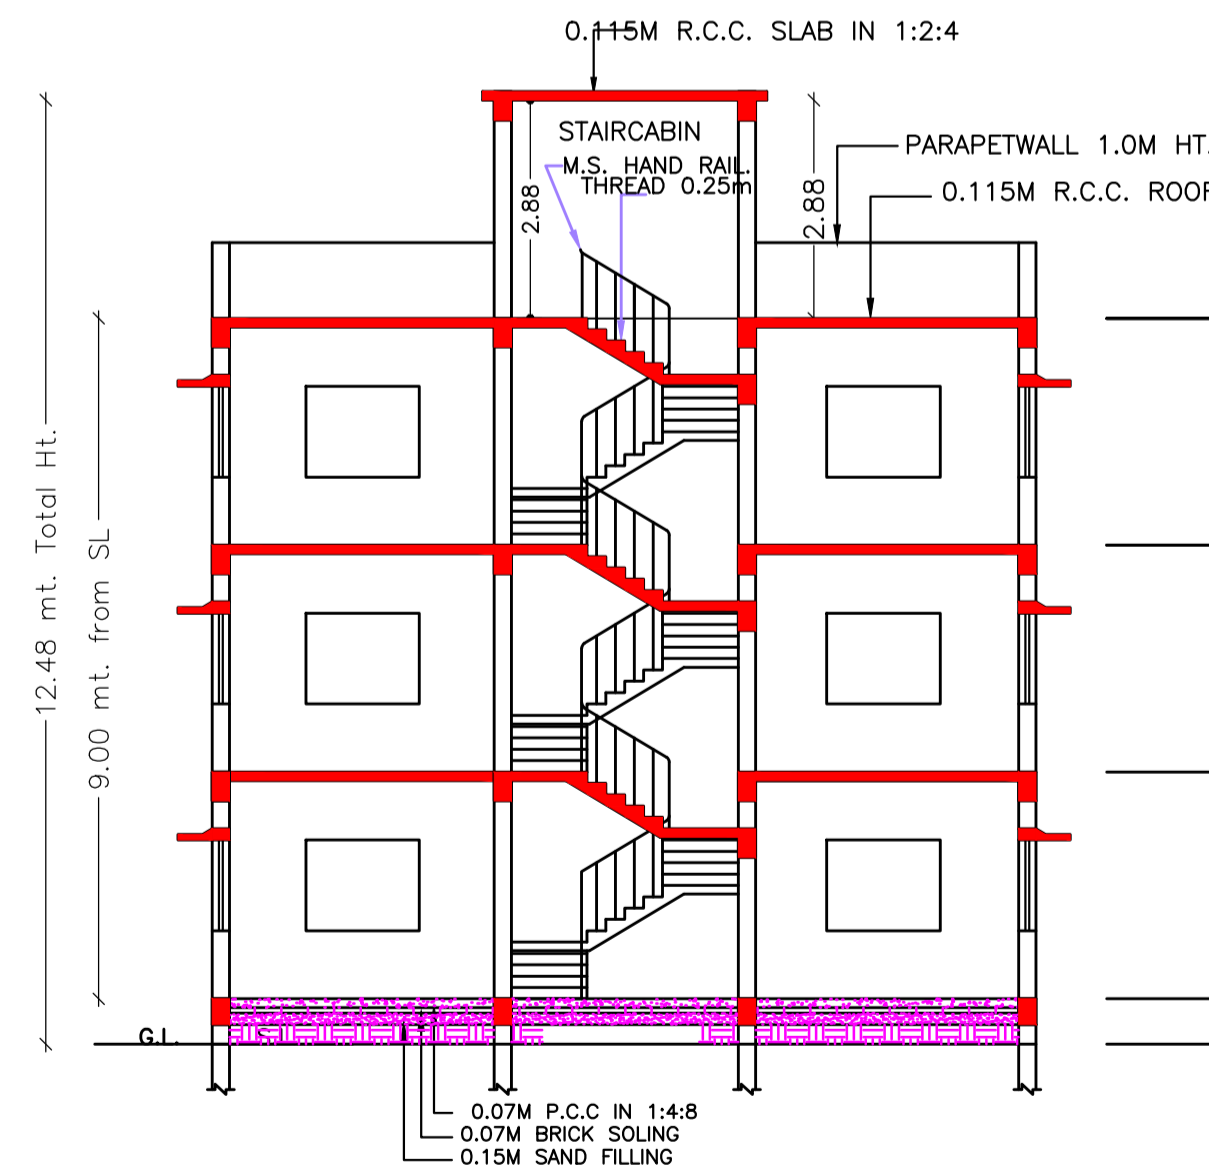 0.115M R.C.C. SLAB IN 1:2:4
STAIRCABIN
M.S. HAND RAIL.
THREAD 0.25m
PARAPETWALL 1.0M HT.
0.115M R.C.C. ROOF
2.88
2.88
12.48 mt. Total Ht.
9.00 mt. from SL
G.L.
0.07M P.C.C IN 1:4:8
0.07M BRICK SOLING
0.15M SAND FILLING